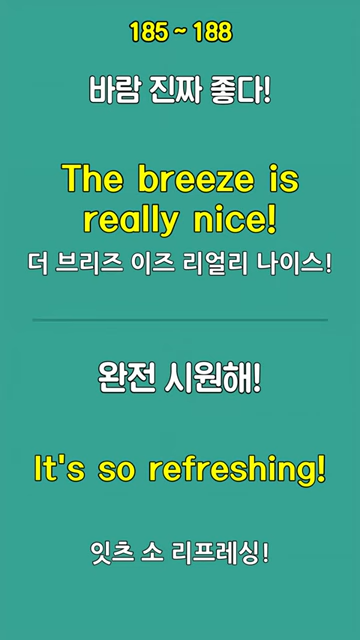 185 ~ 188
바람 진짜 좋다!
The breeze is
really nice!
더 브리즈 이즈 리얼리 나이스!
완전 시원해!
It's so refreshing!
잇츠 소 리프레싱!